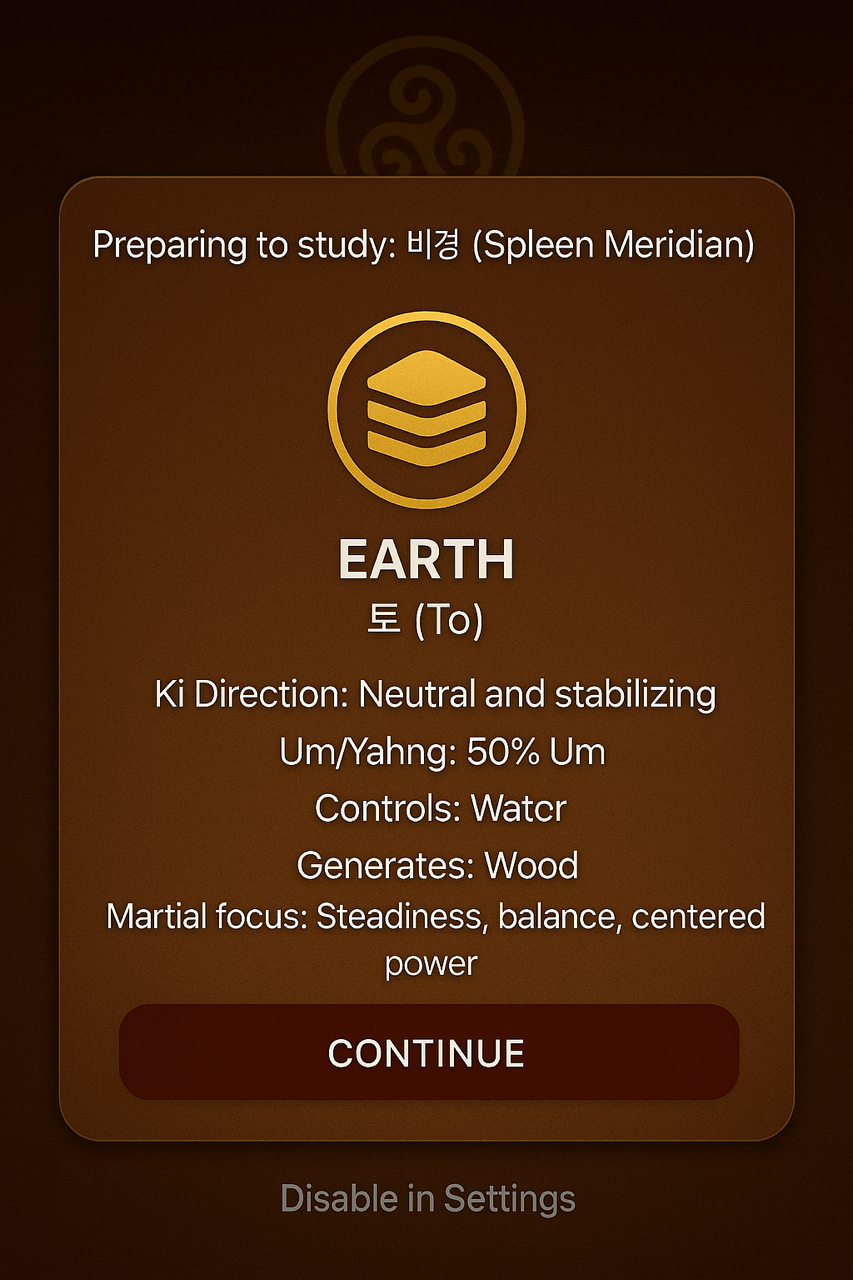 Preparing to study: 비경 (Spleen Meridian)
EARTH
토 (To)
Ki Direction: Neutral and stabilizing
Um/Yahng: 50% Um
Controls: Watcr
Generates: Wood
Martial focus: Steadiness, balance, centered
power
CONTINUE
Disable in Settings